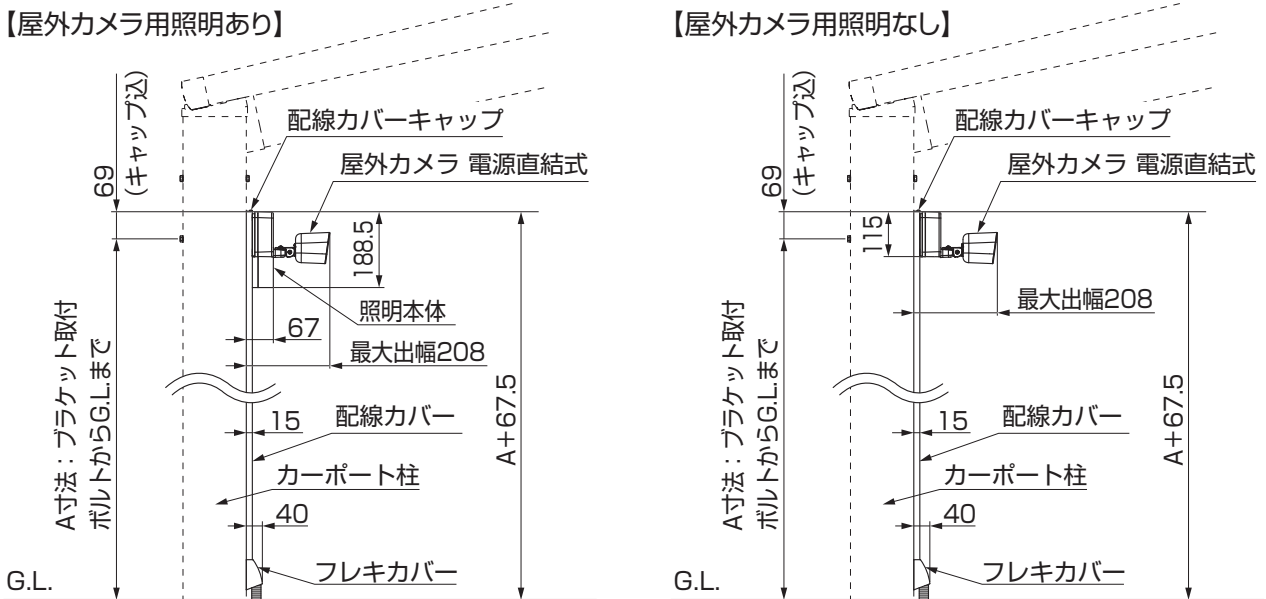 【屋外カメラ用照明あり】
69
(キャップ込)
配線カバーキャップ
屋外カメラ 電源直結式
188.5
照明本体
67
最大出幅208
A寸法：ブラケット取付
ボルトからG.L.まで
15
配線カバー
A+67.5
カーポート柱
40
フレキカバー
G.L.
【屋外カメラ用照明なし】
69
(キャップ込)
配線カバーキャップ
屋外カメラ 電源直結式
115
最大出幅208
A寸法：ブラケット取付
ボルトからG.L.まで
15
配線カバー
A+67.5
カーポート柱
40
フレキカバー
G.L.